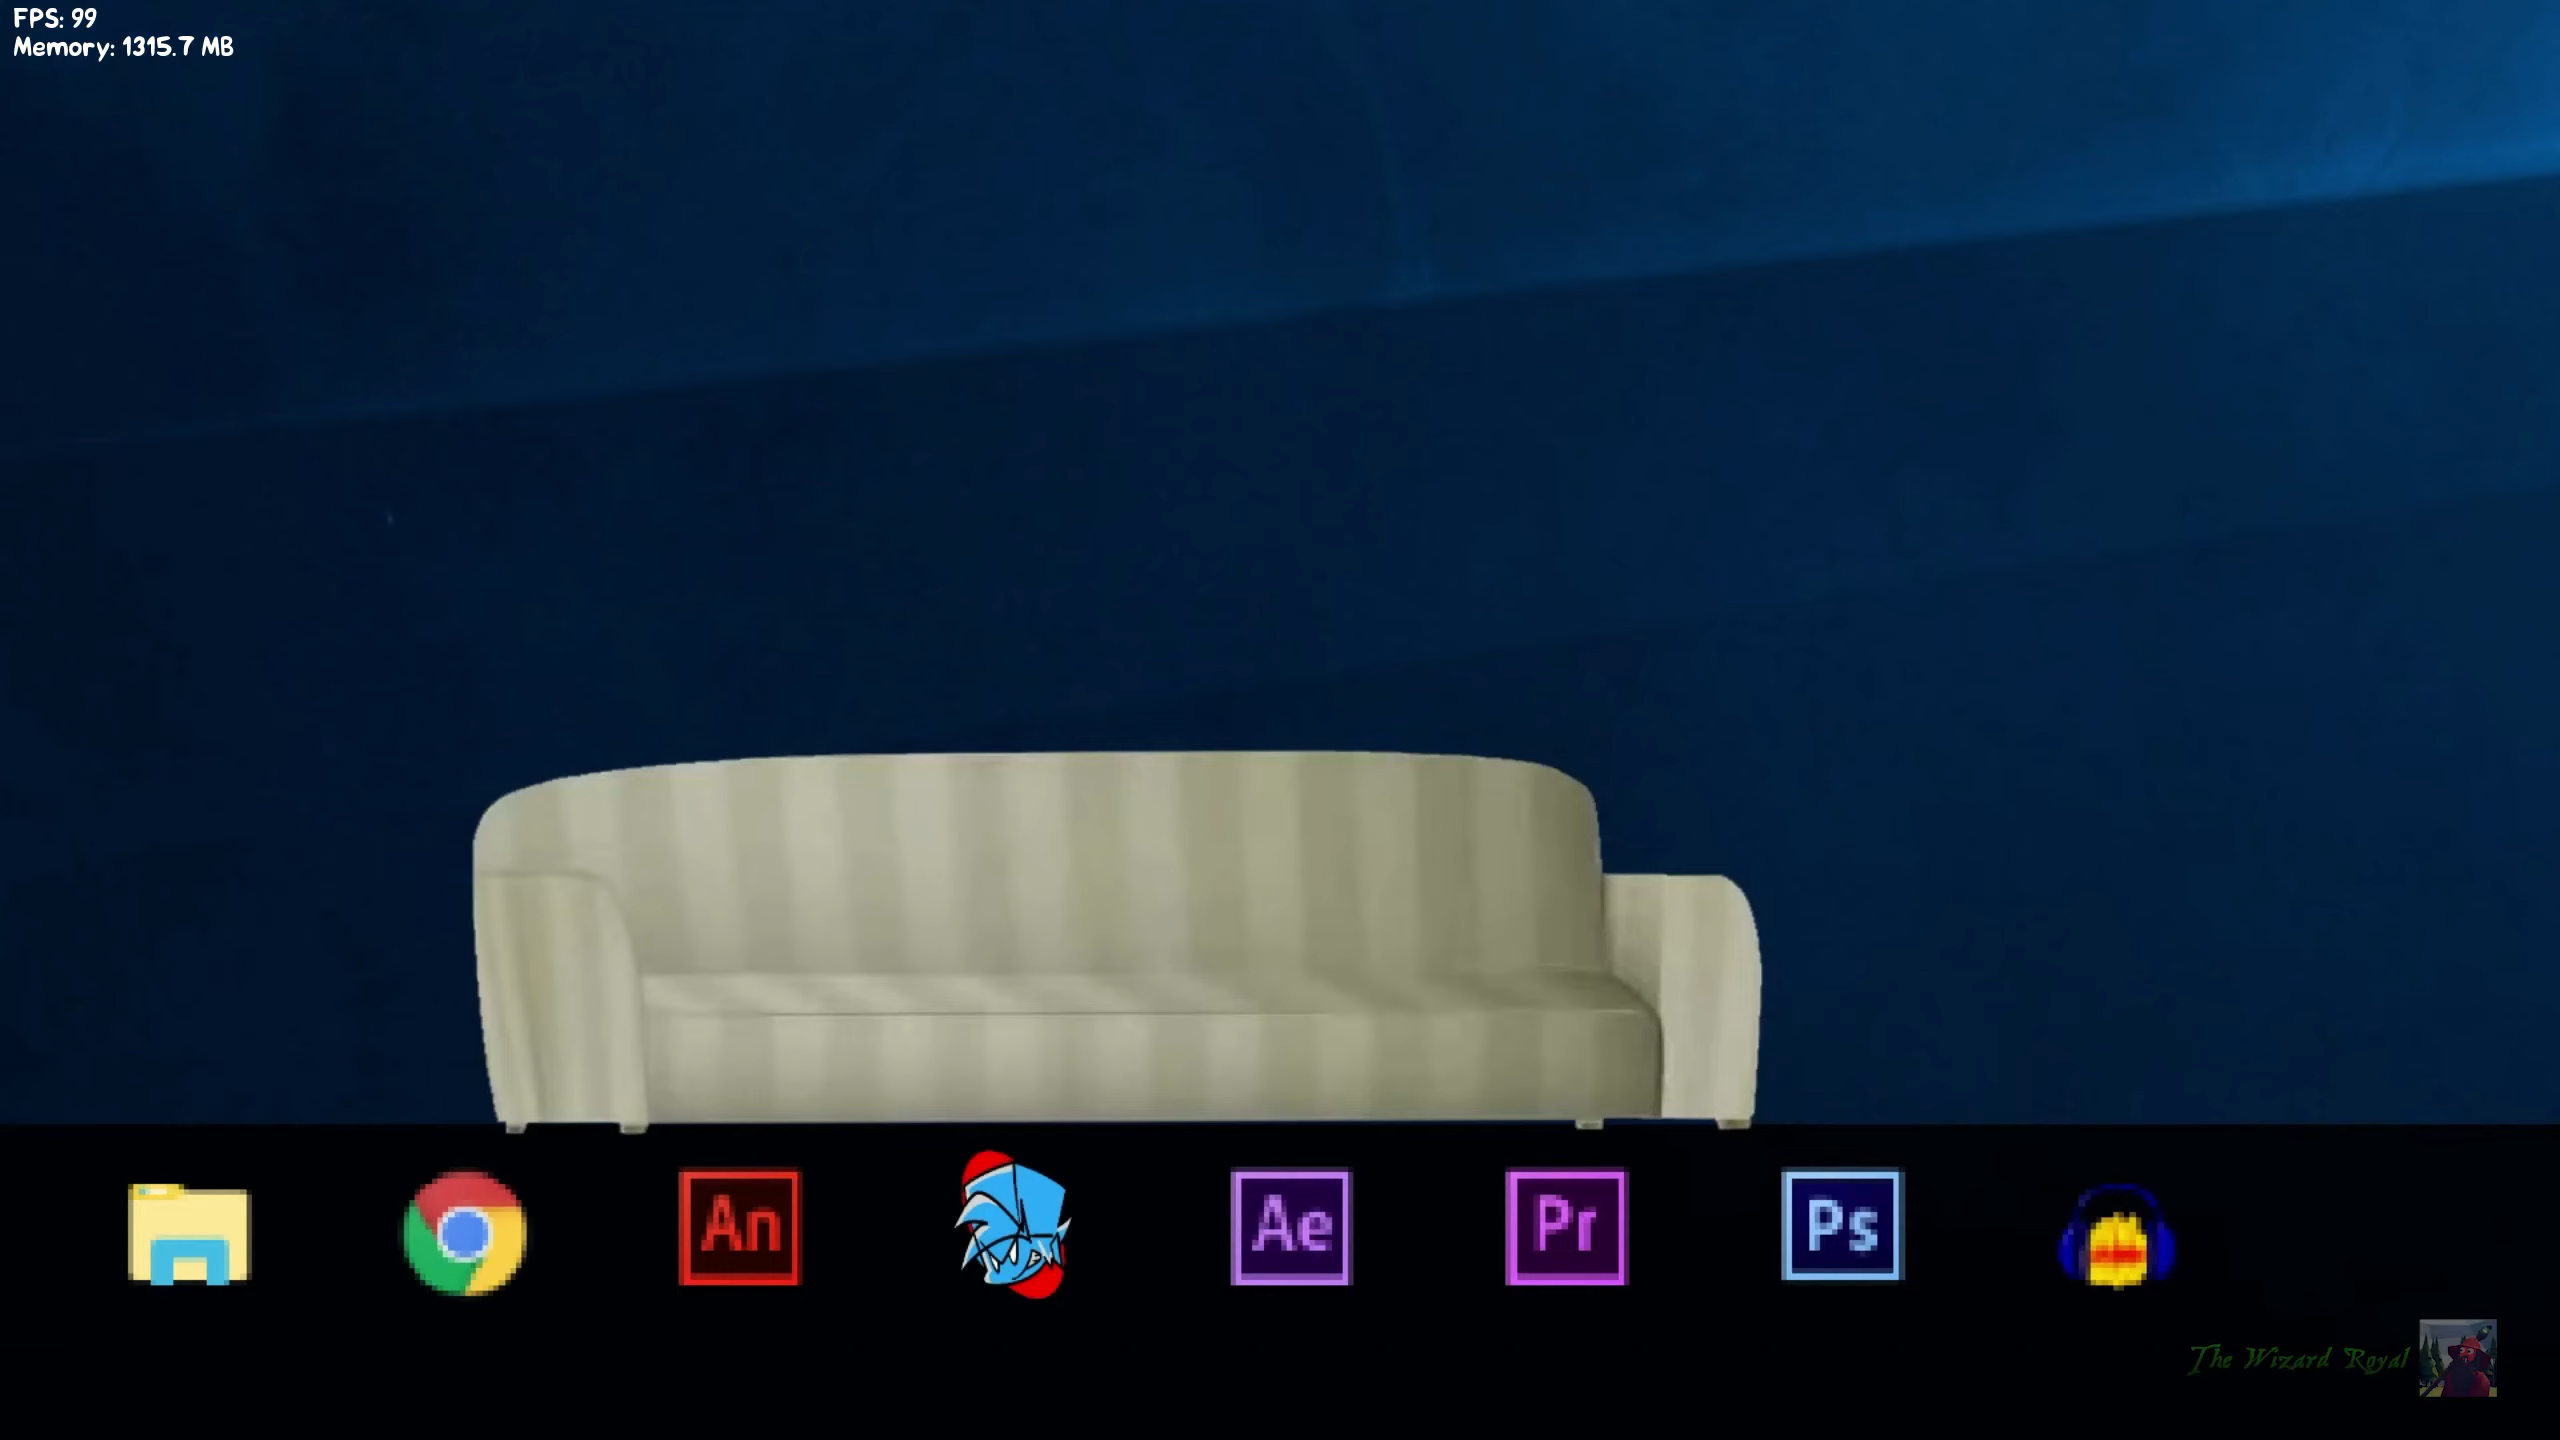 FPS: 99
Memory: 1315.7 MB
An
Ae
Pr
Ps
The Wizard Royal